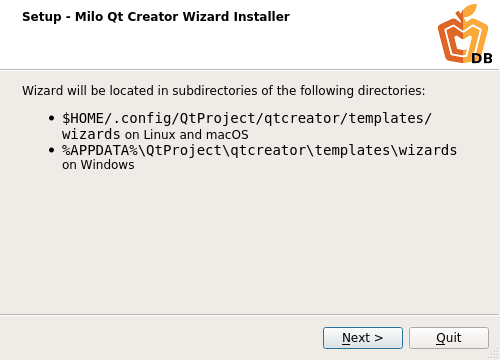 Setup - Milo Qt Creator Wizard Installer
DB
Wizard will be located in subdirectories of the following directories:
• $HOME/.config/QtProject/qtcreator/templates/
wizards on Linux and macOS
• %APPDATA%\QtProject\qtcreator\templates\wizards
on Windows
Next >
Quit